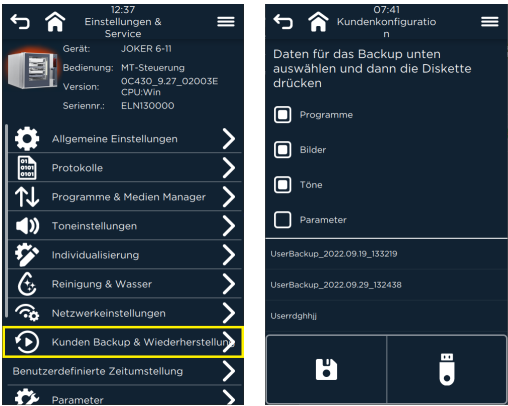 12:37
Einstellungen &
Service
Gerät: JOKER 6-11
Bedienung: MT-Steuerung
Version: 0C430_9.27_02003E
CPU:Win
Seriennr.: ELN130000
Allgemeine Einstellungen
01
0101
0101
Protokolle
Programme & Medien Manager
Toneinstellungen
Individualisierung
Reinigung & Wasser
Netzwerkeinstellungen
Kunden Backup & Wiederherstellung
Benutzerdefinierte Zeitumstellung
Parameter
07:41
Kundenkonfiguratio
n
Daten für das Backup unten
auswählen und dann die Diskette
drücken
Programme
Bilder
Töne
Parameter
UserBackup_2022.09.19_133219
UserBackup_2022.09.29_132438
Userrdghhjj